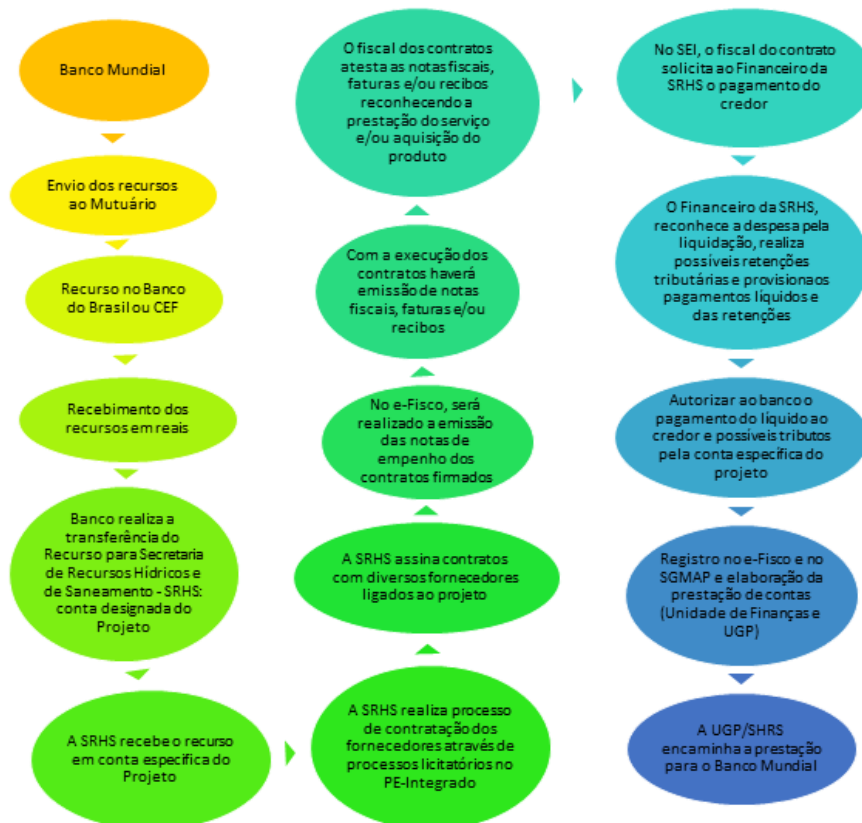 Banco Mundial
Envio dos recursos
ao Mutuário
Recurso no Banco
do Brasil ou CEF
Recebimento dos
recursos em reais
Banco realiza a
transferência do
Recurso para Secretaria
de Recursos Hídricos e
de Saneamento - SRHS:
conta designada do
Projeto
A SRHS recebe o recurso
em conta especifica do
Projeto
A SRHS realiza processo
de contratação dos
fornecedores através de
processos licitatórios no
PE-Integrado
A SRHS assina contratos
com diversos fornecedores
ligados ao projeto
No e-Fisco, será
realizado a emissão
das notas de
empenho dos
contratos firmados
Com a execução dos
contratos haverá
emissão de notas
fiscais, faturas e/ou
recibos
O fiscal dos contratos
atesta as notas fiscais,
faturas e/ou recibos
reconhecendo a
prestação do serviço
e/ou aquisição do
produto
No SEI, o fiscal do contrato
solicita ao Financeiro da
SRHS o pagamento do
credor
O Financeiro da SRHS,
reconhece a despesa pela
liquidação, realiza
possíveis retenções
tributárias e provisionaos
pagamentos líquidos e
das retenções
Autorizar ao banco o
pagamento do líquido ao
credor e possíveis tributos
pela conta específica do
projeto
Registro no e-Fisco e no
SGMAP e elaboração da
prestação de contas
(Unidade de Finanças e
UGP)
A UGP/SHRS
encaminha a prestação
para o Banco Mundial